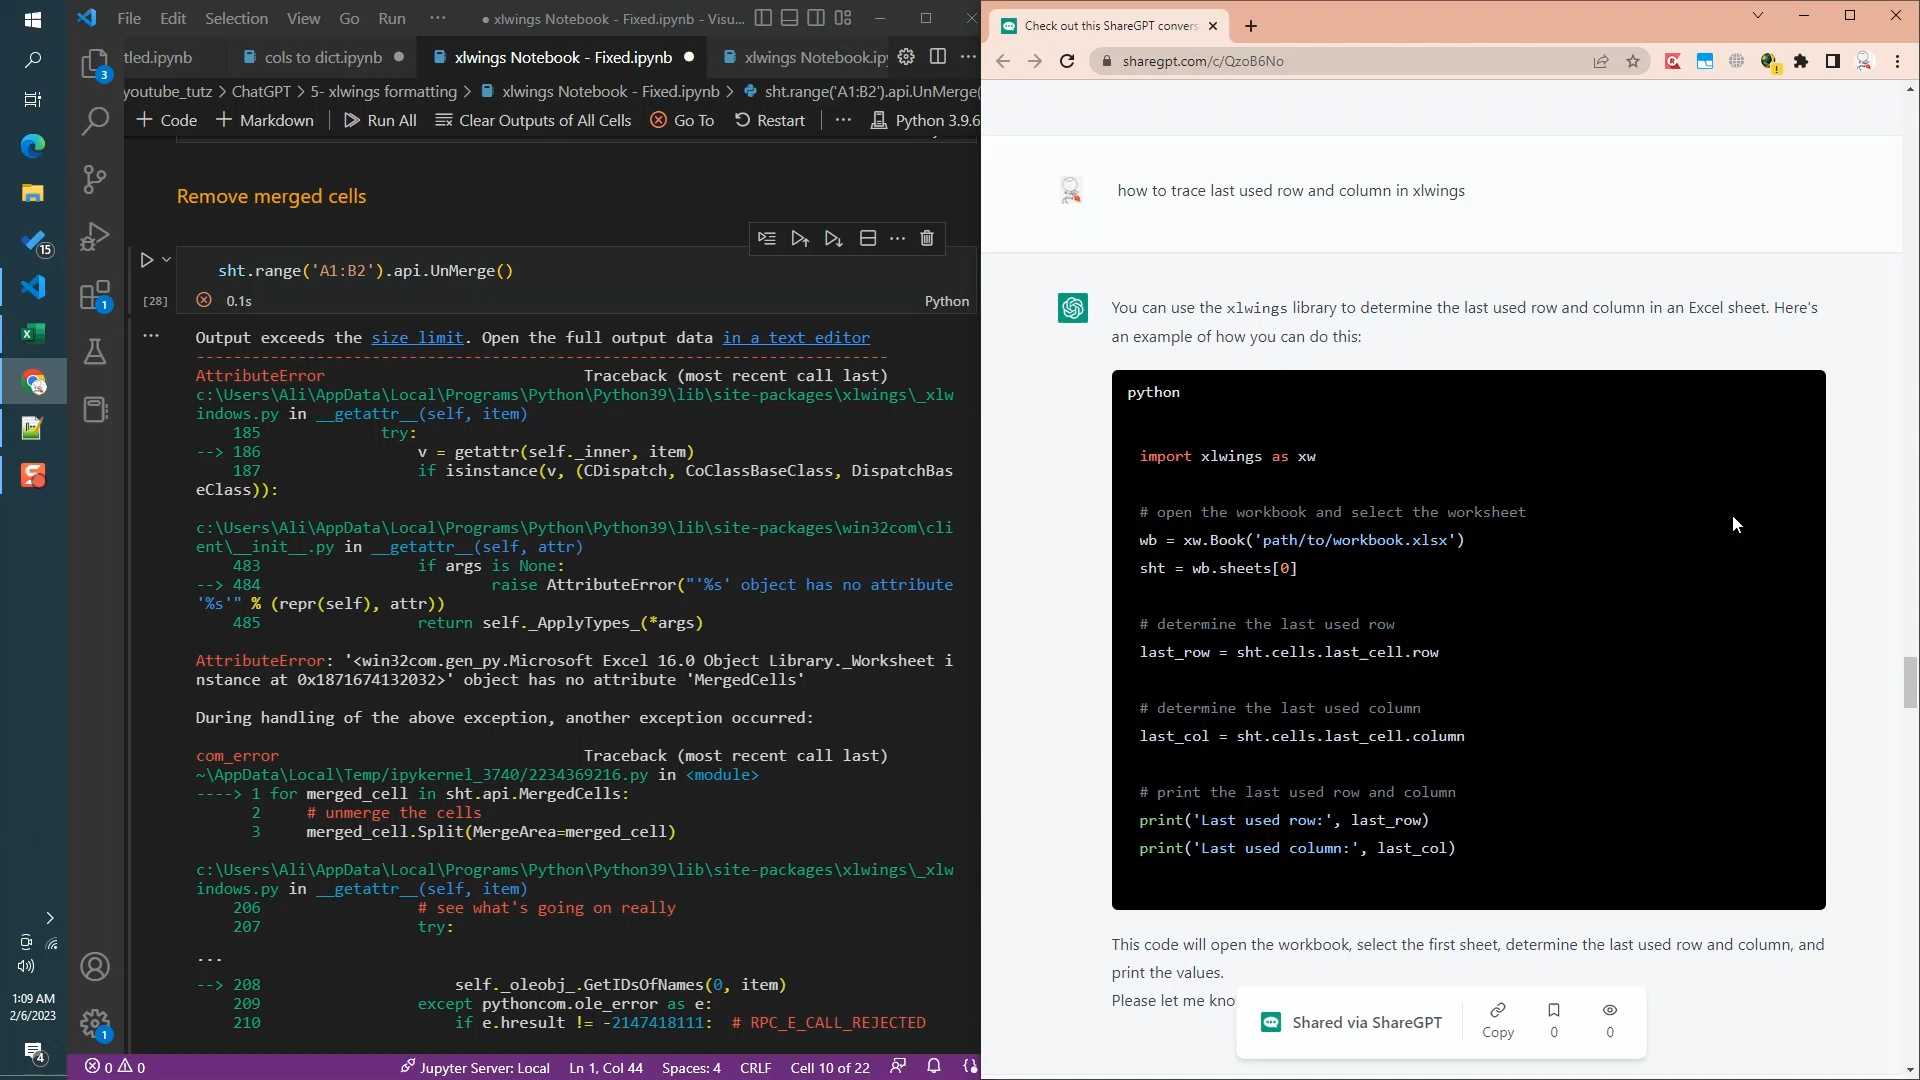 File Edit Selection View Go Run ··· ● xlwings Notebook - Fixed.ipynb - Visu...
tled.ipynb cols to dict.ipynb ● xlwings Notebook - Fixed.ipynb ● xlwings Notebook.ipy
youtube_tutz > ChatGPT > 5- xlwings formatting > xlwings Notebook - Fixed.ipynb > sht.range('A1:B2').api.UnMerge(
+ Code + Markdown Run All Clear Outputs of All Cells Go To Restart ··· Python 3.9.6
Remove merged cells
sht.range('A1:B2').api.UnMerge()
[28] 0.1s Python
Output exceeds the size limit. Open the full output data in a text editor
---------------------------------------------------------------------------
AttributeError Traceback (most recent call last)
c:\Users\Ali\AppData\Local\Programs\Python\Python39\lib\site-packages\xlwings\_xlw
indows.py in __getattr__(self, item)
185 try:
--> 186 v = getattr(self._inner, item)
187 if isinstance(v, (CDispatch, CoClassBaseClass, DispatchBas
eClass)):
c:\Users\Ali\AppData\Local\Programs\Python\Python39\lib\site-packages\win32com\cli
ent\__init__.py in __getattr__(self, attr)
483 if args is None:
--> 484 raise AttributeError("'%s' object has no attribute
'%s'" % (repr(self), attr))
485 return self._ApplyTypes_(*args)
AttributeError: '<win32com.gen_py.Microsoft Excel 16.0 Object Library._Worksheet i
nstance at 0x1871674132032>' object has no attribute 'MergedCells'
During handling of the above exception, another exception occurred:
com_error Traceback (most recent call last)
~\AppData\Local\Temp/ipykernel_3740/2234369216.py in <module>
----> 1 for merged_cell in sht.api.MergedCells:
2 # unmerge the cells
3 merged_cell.Split(MergeArea=merged_cell)
c:\Users\Ali\AppData\Local\Programs\Python\Python39\lib\site-packages\xlwings\_xlw
indows.py in __getattr__(self, item)
206 # see what's going on really
207 try:
...
--> 208 self._oleobj_.GetIDsOfNames(0, item)
209 except pythoncom.ole_error as e:
210 if e.hresult != -2147418111: # RPC_E_CALL_REJECTED
0 0 Jupyter Server: Local Ln 1, Col 44 Spaces: 4 CRLF Cell 10 of 22
3
1
1
15
1:09 AM
2/6/2023
4
Check out this ShareGPT convers
sharegpt.com/c/QzoB6No
how to trace last used row and column in xlwings
You can use the xlwings library to determine the last used row and column in an Excel sheet. Here's
an example of how you can do this:
python
import xlwings as xw
# open the workbook and select the worksheet
wb = xw.Book('path/to/workbook.xlsx')
sht = wb.sheets[0]
# determine the last used row
last_row = sht.cells.last_cell.row
# determine the last used column
last_col = sht.cells.last_cell.column
# print the last used row and column
print('Last used row:', last_row)
print('Last used column:', last_col)
This code will open the workbook, select the first sheet, determine the last used row and column, and
print the values.
Please let me kno
Shared via ShareGPT Copy 0 0